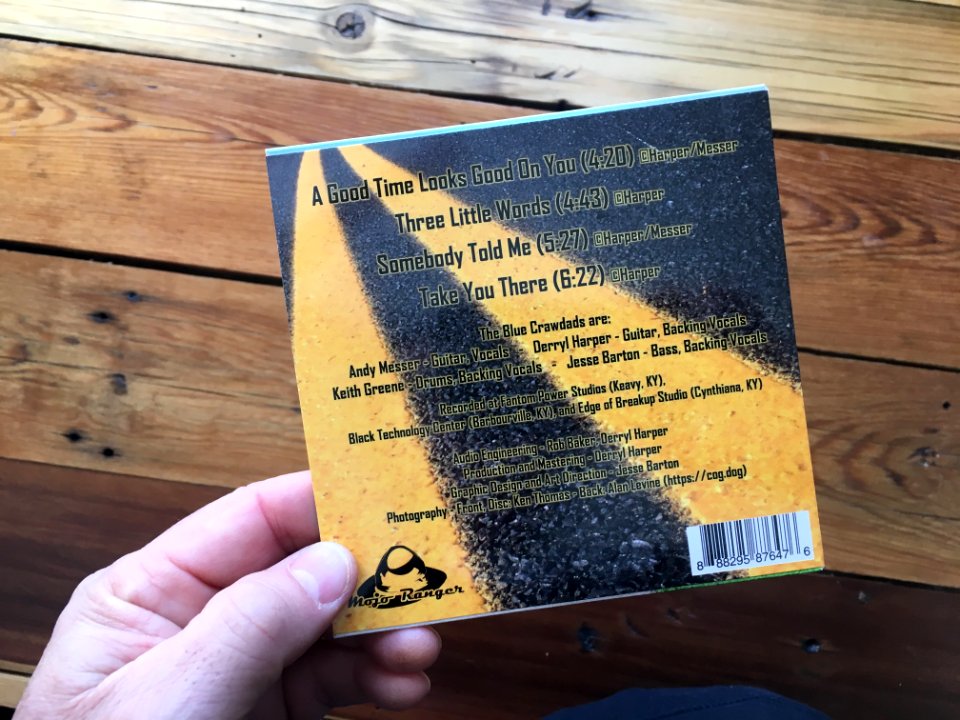 A Good Time Looks Good On You (4:20) ©Harper/Messer
Three Little Words (4:43) ©Harper
Somebody Told Me (5:27) ©Harper/Messer
Take You There (6:22) ©Harper
The Blue Crawdads are:
Andy Messer - Guitar, Vocals Derryl Harper - Guitar, Backing Vocals
Keith Greene - Drums, Backing Vocals - Jesse Barton - Bass, Backing Vocals
Recorded at Fantom Power Studios (Keavy, KY),
Black Technology Center (Barbourville, KY), and Edge of Breakup Studio (Cynthiana, KY)
Audio Engineering - Rob Baker, Derryl Harper
Production and Mastering - Derryl Harper
Graphic Design and Art Direction - Jesse Barton
Photography - Front, Disc: Ken Thomas - Back: Alan Levine (https://cog.dog)
8 88295 87647 6
Mojo Ranger